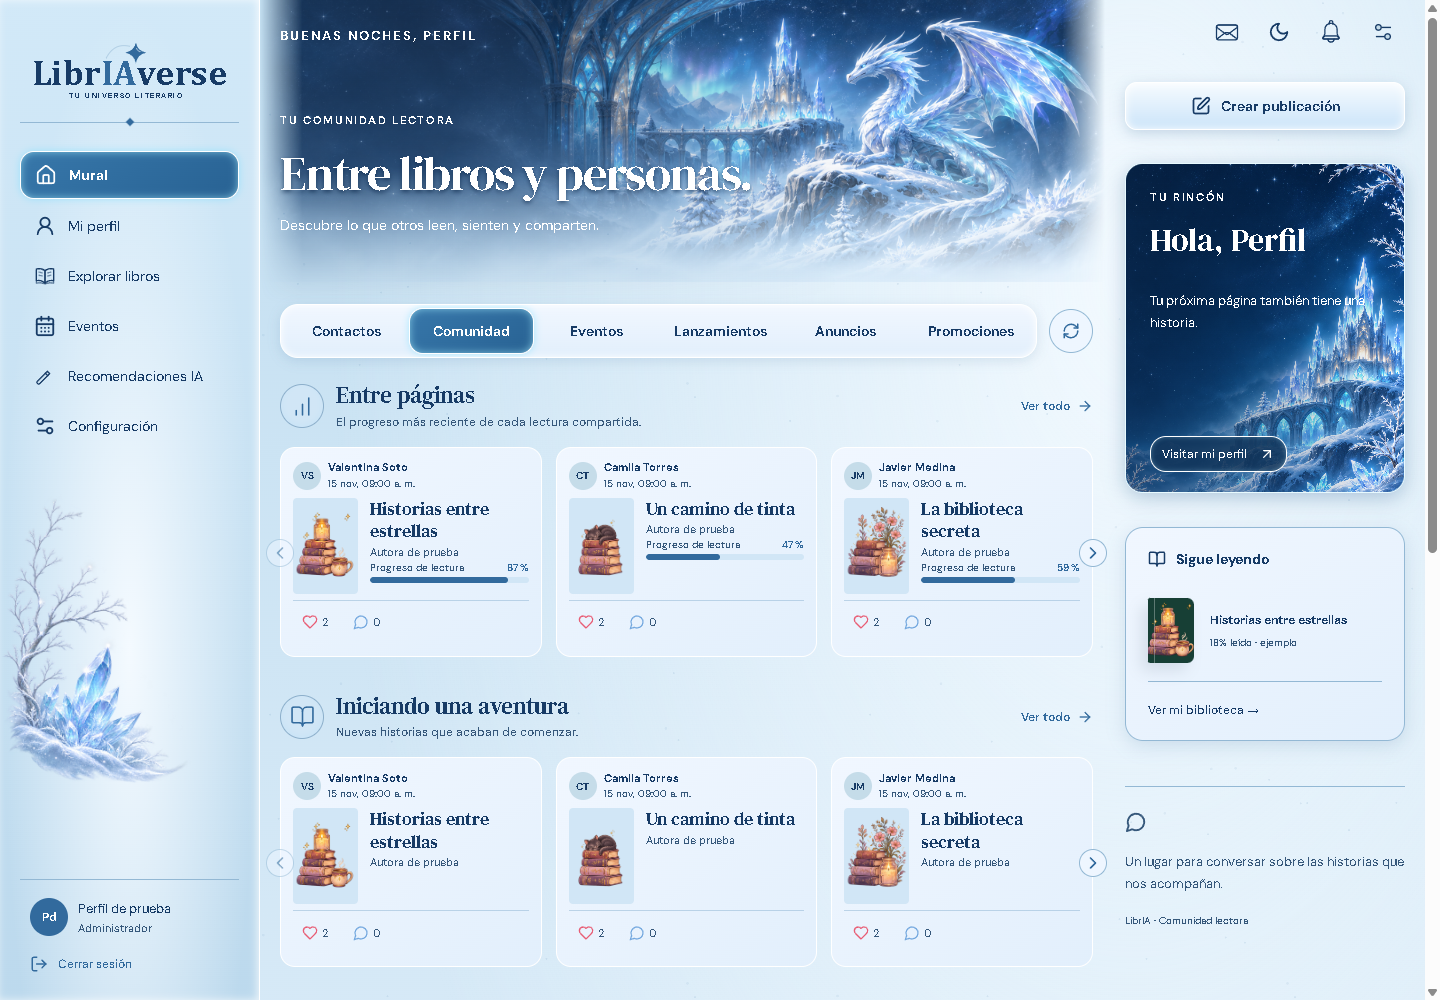 LibrIAverse
TU UNIVERSO LITERARIO
Mural
Mi perfil
Explorar libros
Eventos
Recomendaciones IA
Configuración
Pd
Perfil de prueba
Administrador
Cerrar sesión
BUENAS NOCHES, PERFIL
TU COMUNIDAD LECTORA
Entre libros y personas.
Descubre lo que otros leen, sienten y comparten.
Contactos
Comunidad
Eventos
Lanzamientos
Anuncios
Promociones
Entre páginas
El progreso más reciente de cada lectura compartida.
Ver todo →
VS
Valentina Soto
15 nov, 09:00 a. m.
Historias entre
estrellas
Autora de prueba
Progreso de lectura 87 %
2 0
CT
Camila Torres
15 nov, 09:00 a. m.
Un camino de tinta
Autora de prueba
Progreso de lectura 47 %
2 0
JM
Javier Medina
15 nov, 09:00 a. m.
La biblioteca
secreta
Autora de prueba
Progreso de lectura 59 %
2 0
Iniciando una aventura
Nuevas historias que acaban de comenzar.
Ver todo →
VS
Valentina Soto
15 nov, 09:00 a. m.
Historias entre
estrellas
Autora de prueba
2 0
CT
Camila Torres
15 nov, 09:00 a. m.
Un camino de tinta
Autora de prueba
2 0
JM
Javier Medina
15 nov, 09:00 a. m.
La biblioteca
secreta
Autora de prueba
2 0
Crear publicación
TU RINCÓN
Hola, Perfil
Tu próxima página también tiene una
historia.
Visitar mi perfil
Sigue leyendo
Historias entre estrellas
18% leído · ejemplo
Ver mi biblioteca →
Un lugar para conversar sobre las historias que
nos acompañan.
LibrIA · Comunidad lectora